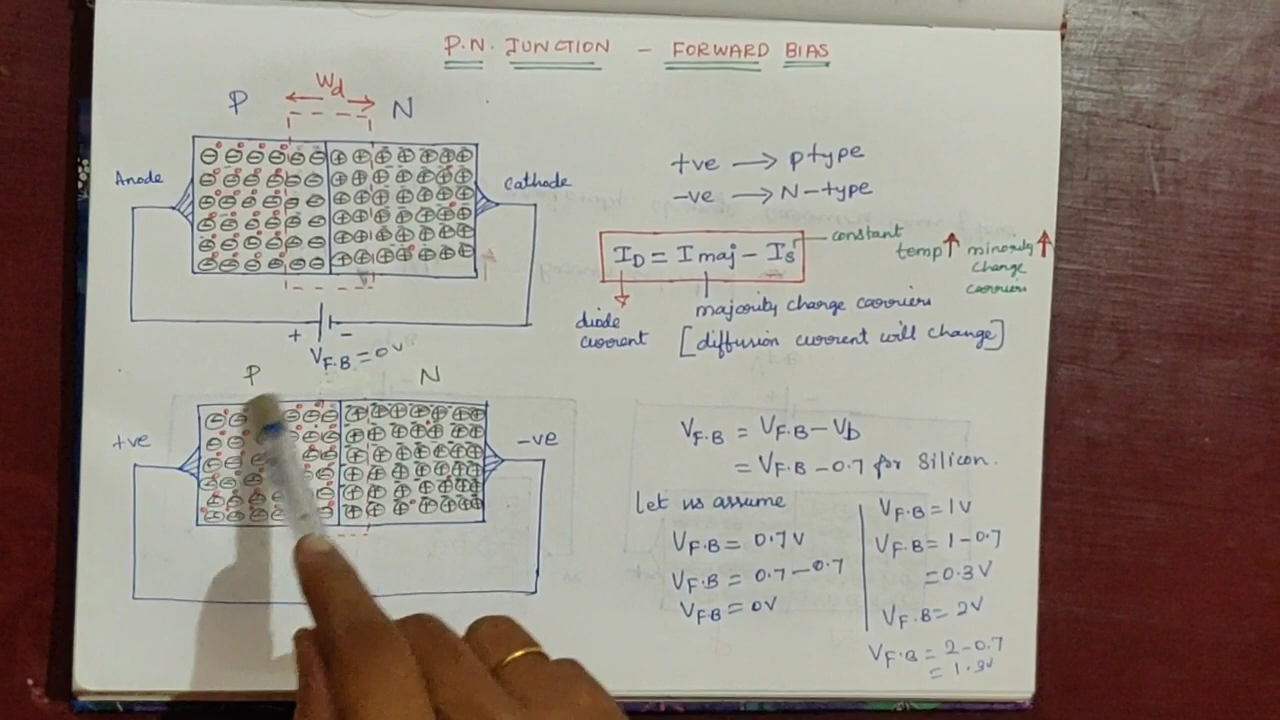 P.N. JUNCTION - FORWARD BIAS
Wd
P N
Anode
Cathode
+ -
VF.B = 0V
+ve → P type
-ve → N-type
ID = I maj - Is
constant
temp ↑ minority ↑
change
carriers
diode
current
majority change carriers
[diffusion current will change]
P N
+ve
-ve
VF.B = VF.B - Vb
= VF.B - 0.7 for Silicon.
let us assume
VF.B = 0.7V
VF.B = 0.7 - 0.7
VF.B = 0V
VF.B = 1V
VF.B = 1 - 0.7
= 0.3V
VF.B = 2V
VF.B = 2 - 0.7
= 1.3V